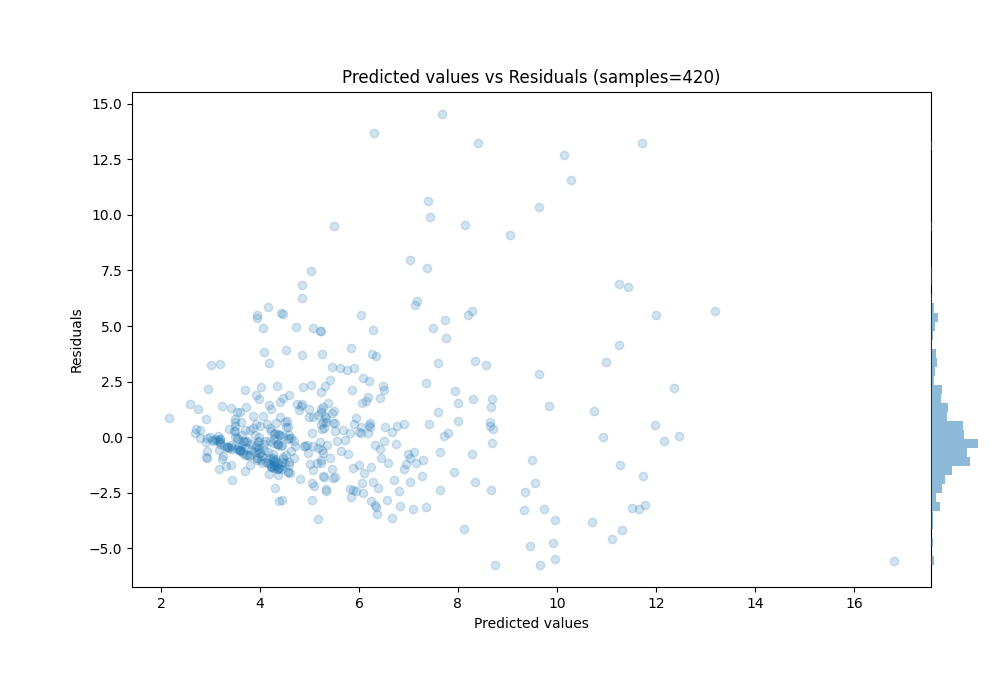 Predicted values vs Residuals (samples=420)
15.0
12.5
10.0
7.5
5.0
2.5
0.0
−2.5
−5.0
Residuals
2 4 6 8 10 12 14 16
Predicted values